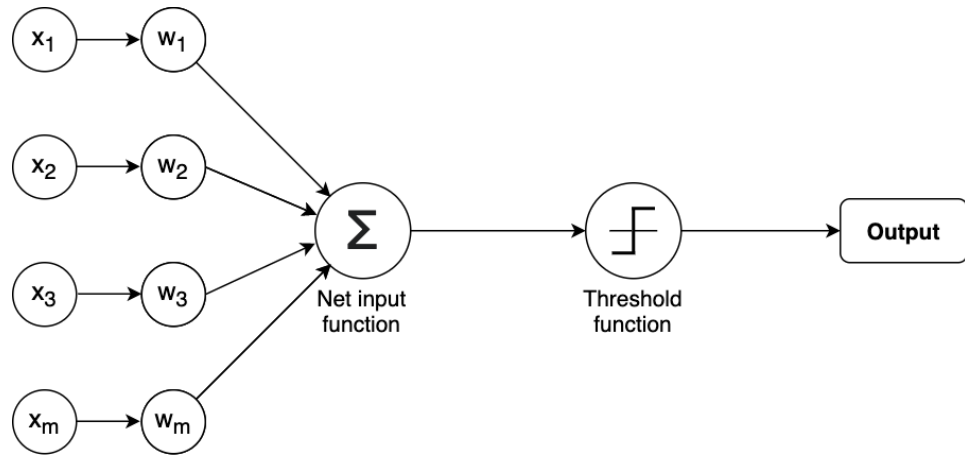 x₁
w₁
x₂
w₂
x₃
w₃
xₘ
wₘ
Σ
Net input
function
Threshold
function
Output